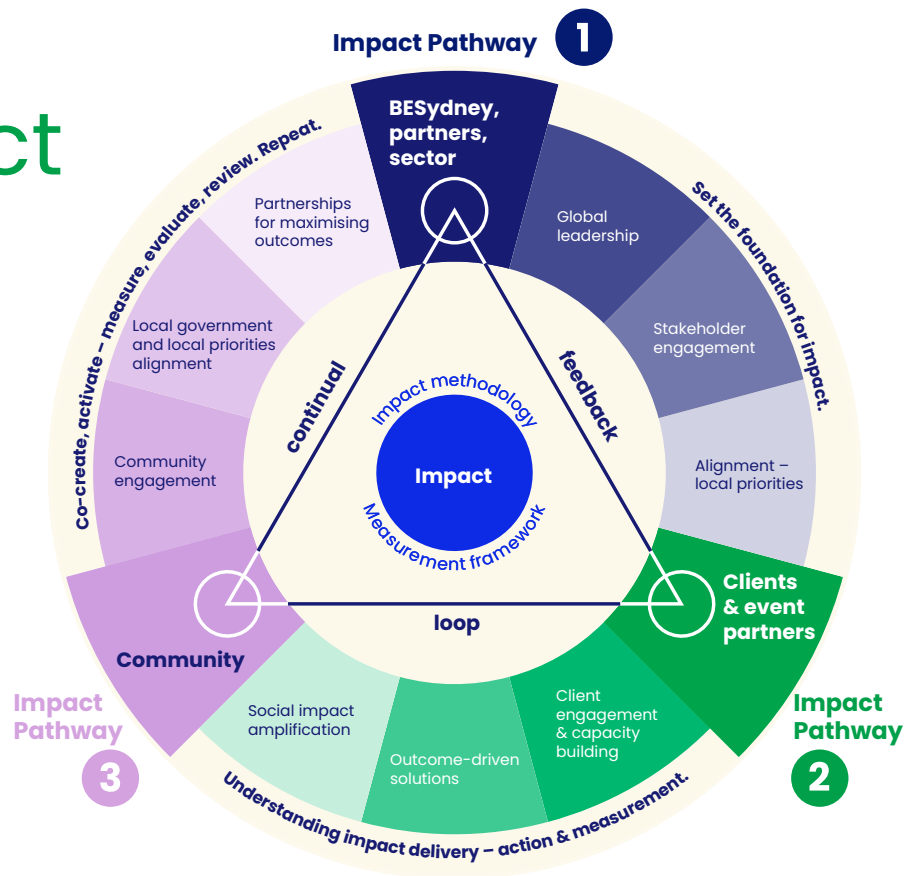 Impact Pathway 1
ct
BESydney,
partners,
sector
Global
leadership
Set the foundation for impact.
Stakeholder
engagement
Alignment –
local priorities
Clients
& event
partners
Impact
Pathway
2
Client
engagement
& capacity
building
Outcome-driven
solutions
Social impact
amplification
Understanding impact delivery – action & measurement.
Community
Impact
Pathway
3
Community
engagement
Local government
and local priorities
alignment
Partnerships
for maximising
outcomes
Co-create, activate – measure, evaluate, review. Repeat.
continual
feedback
loop
Impact methodology
Impact
Measurement framework